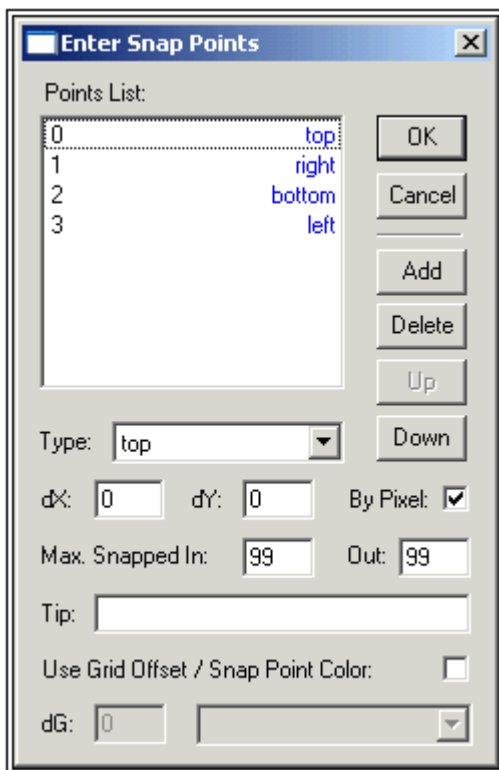 Enter Snap Points
Points List:
0 top
1 right
2 bottom
3 left
OK
Cancel
Add
Delete
Up
Down
Type: top
dX: 0 dY: 0 By Pixel:
Max. Snapped In: 99 Out: 99
Tip:
Use Grid Offset / Snap Point Color:
dG: 0